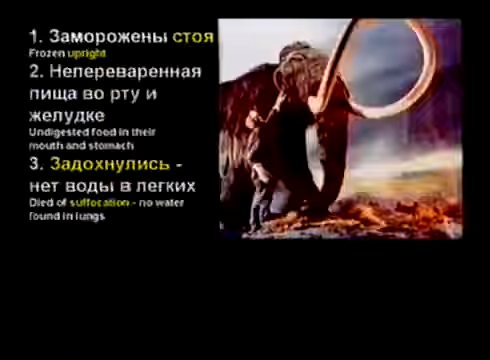 1. Заморожены стоя
Frozen upright
2. Непереваренная
пища во рту и
желудке
Undigested food in their
mouth and stomach
3. Задохнулись -
нет воды в легких
Died of suffocation - no water
found in lungs